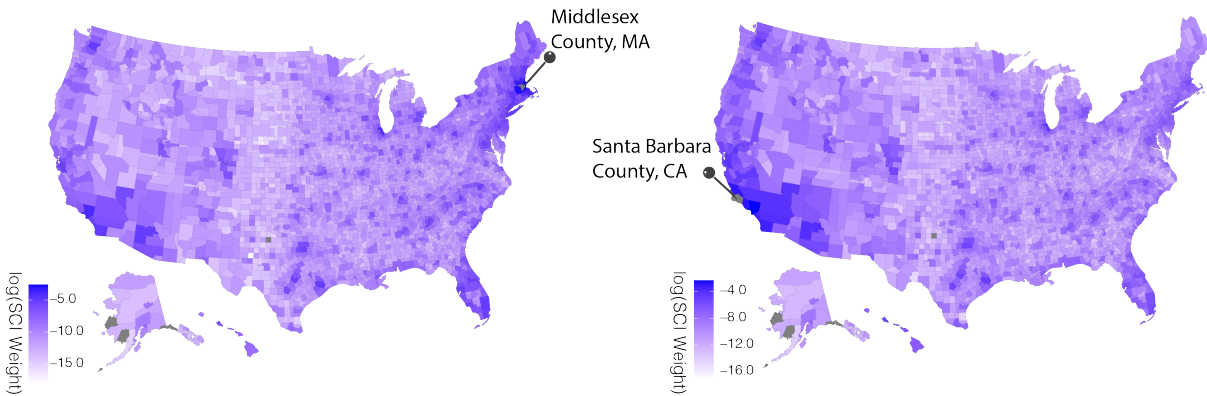 Middlesex
County, MA
Santa Barbara
County, CA
log(SCI Weight)
−5.0
−10.0
−15.0
log(SCI Weight)
−4.0
−8.0
−12.0
−16.0